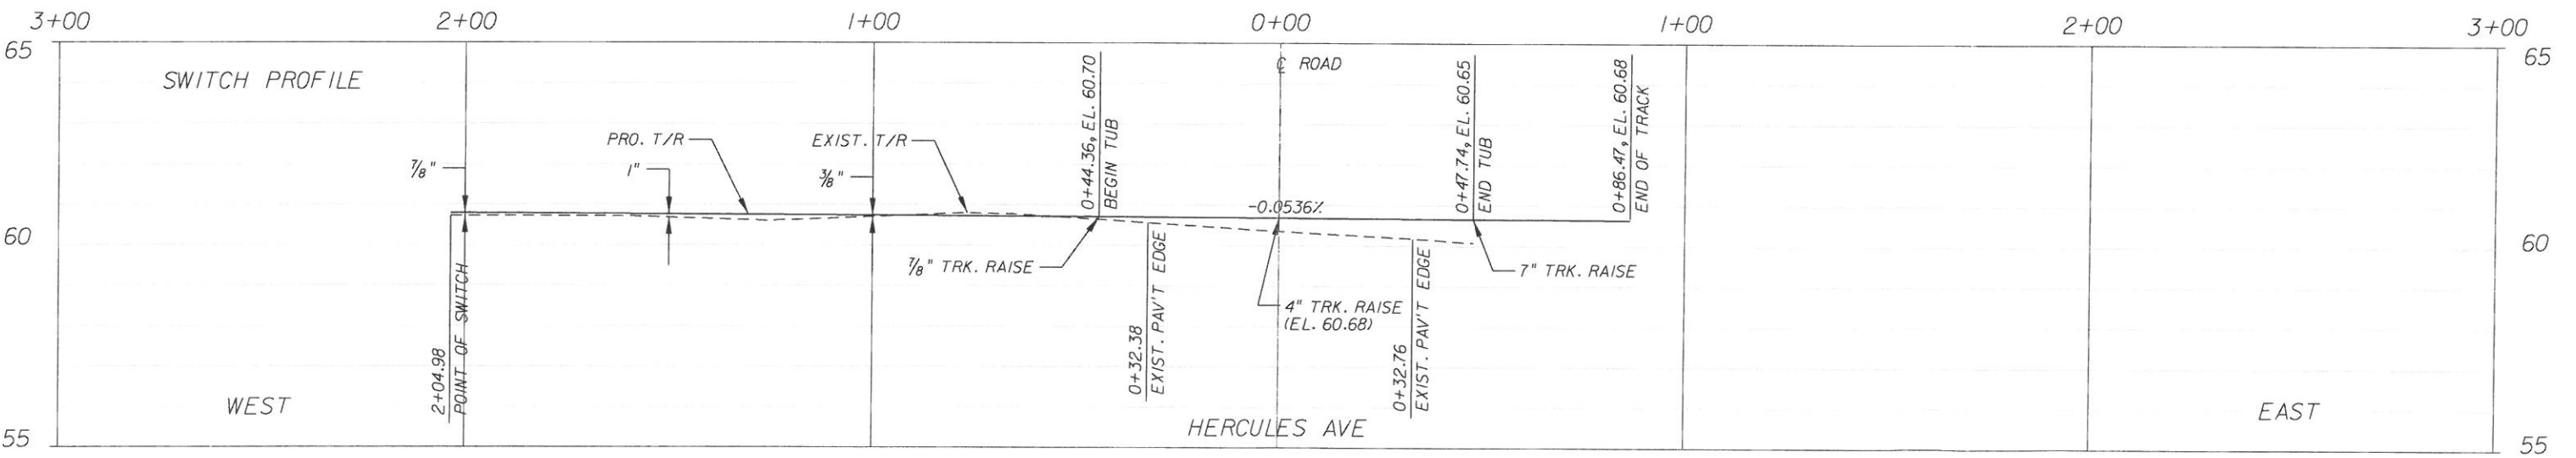 3+00 2+00 1+00 0+00 1+00 2+00 3+00
65 65
SWITCH PROFILE
℄ ROAD
0+44.36, EL. 60.70
BEGIN TUB
0+47.74, EL. 60.65
END TUB
0+86.47, EL. 60.68
END OF TRACK
PRO. T/R
EXIST. T/R
7/8"
1"
3/8"
-0.0536%
60 60
7/8" TRK. RAISE
7" TRK. RAISE
4" TRK. RAISE
(EL. 60.68)
2+04.98
POINT OF SWITCH
0+32.38
EXIST. PAV'T EDGE
0+32.76
EXIST. PAV'T EDGE
WEST
HERCULES AVE
EAST
55 55